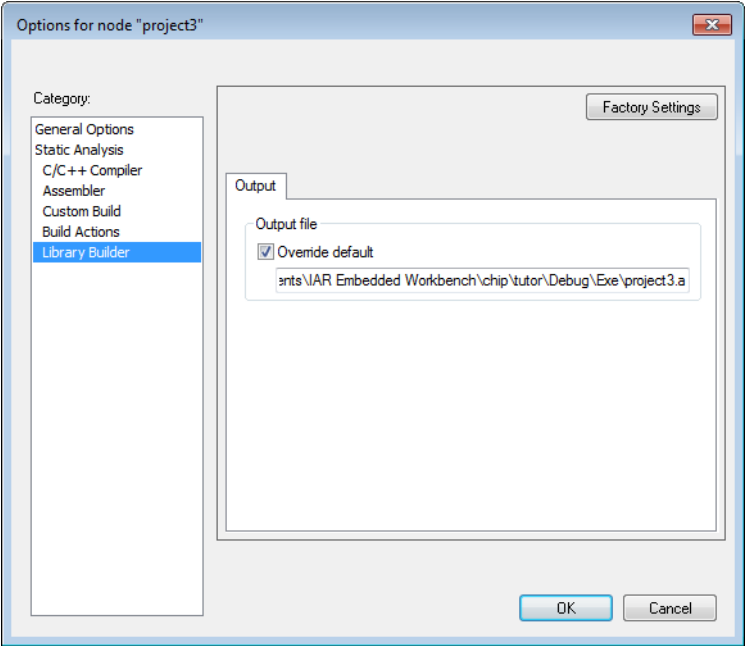 Options for node "project3"
Category:
Factory Settings
General Options
Static Analysis
C/C++ Compiler
Assembler
Custom Build
Build Actions
Library Builder
Output
Output file
Override default
ents\IAR Embedded Workbench\chip\tutor\Debug\Exe\project3.a
OK
Cancel